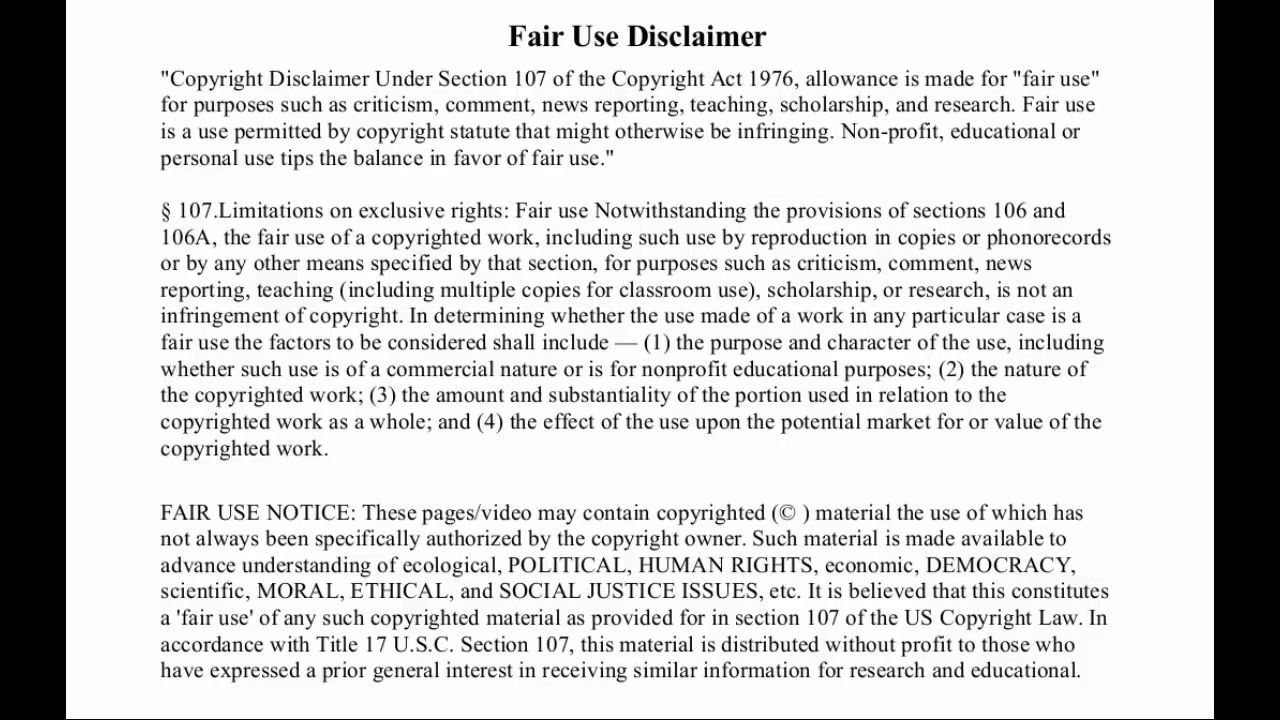 Fair Use Disclaimer
"Copyright Disclaimer Under Section 107 of the Copyright Act 1976, allowance is made for "fair use"
for purposes such as criticism, comment, news reporting, teaching, scholarship, and research. Fair use
is a use permitted by copyright statute that might otherwise be infringing. Non-profit, educational or
personal use tips the balance in favor of fair use."
§ 107.Limitations on exclusive rights: Fair use Notwithstanding the provisions of sections 106 and
106A, the fair use of a copyrighted work, including such use by reproduction in copies or phonorecords
or by any other means specified by that section, for purposes such as criticism, comment, news
reporting, teaching (including multiple copies for classroom use), scholarship, or research, is not an
infringement of copyright. In determining whether the use made of a work in any particular case is a
fair use the factors to be considered shall include — (1) the purpose and character of the use, including
whether such use is of a commercial nature or is for nonprofit educational purposes; (2) the nature of
the copyrighted work; (3) the amount and substantiality of the portion used in relation to the
copyrighted work as a whole; and (4) the effect of the use upon the potential market for or value of the
copyrighted work.
FAIR USE NOTICE: These pages/video may contain copyrighted (© ) material the use of which has
not always been specifically authorized by the copyright owner. Such material is made available to
advance understanding of ecological, POLITICAL, HUMAN RIGHTS, economic, DEMOCRACY,
scientific, MORAL, ETHICAL, and SOCIAL JUSTICE ISSUES, etc. It is believed that this constitutes
a 'fair use' of any such copyrighted material as provided for in section 107 of the US Copyright Law. In
accordance with Title 17 U.S.C. Section 107, this material is distributed without profit to those who
have expressed a prior general interest in receiving similar information for research and educational.